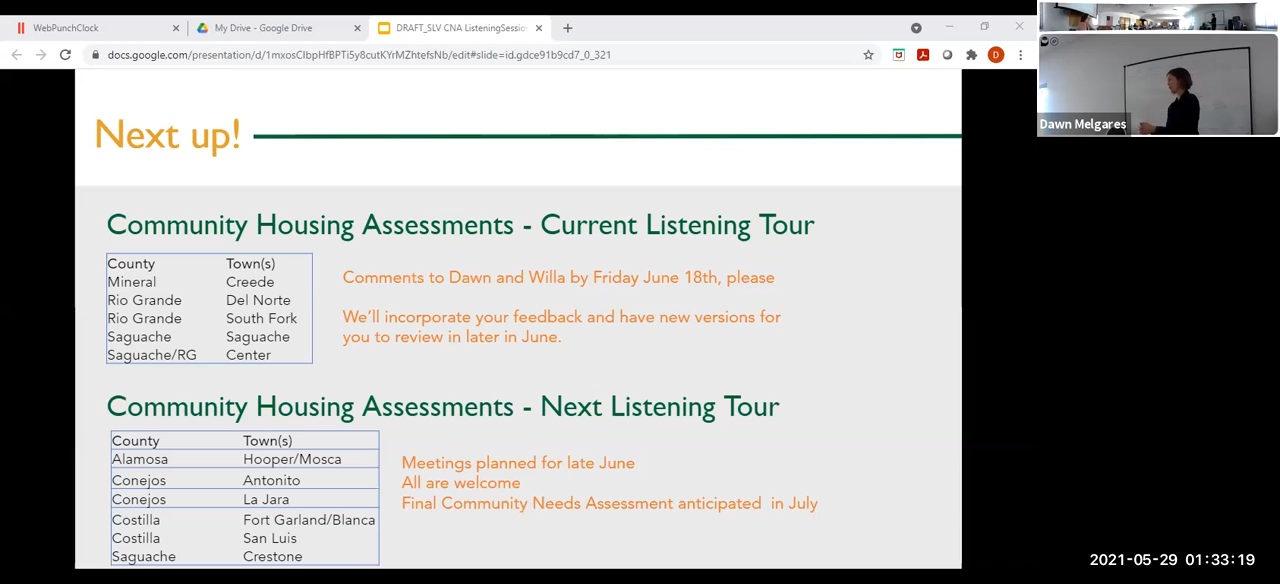 WebPunchClock
My Drive - Google Drive
DRAFT_SLV CNA ListeningSessio
docs.google.com/presentation/d/1mxosCIbpHfBPTi5y8cutKYrMZhtefsNb/edit#slide=id.gdce91b9cd7_0_321
D
Dawn Melgares
Next up!
Community Housing Assessments - Current Listening Tour
County Town(s)
Mineral Creede
Rio Grande Del Norte
Rio Grande South Fork
Saguache Saguache
Saguache/RG Center
Comments to Dawn and Willa by Friday June 18th, please
We'll incorporate your feedback and have new versions for
you to review in later in June.
Community Housing Assessments - Next Listening Tour
County Town(s)
Alamosa Hooper/Mosca
Conejos Antonito
Conejos La Jara
Costilla Fort Garland/Blanca
Costilla San Luis
Saguache Crestone
Meetings planned for late June
All are welcome
Final Community Needs Assessment anticipated in July
2021-05-29 01:33:19